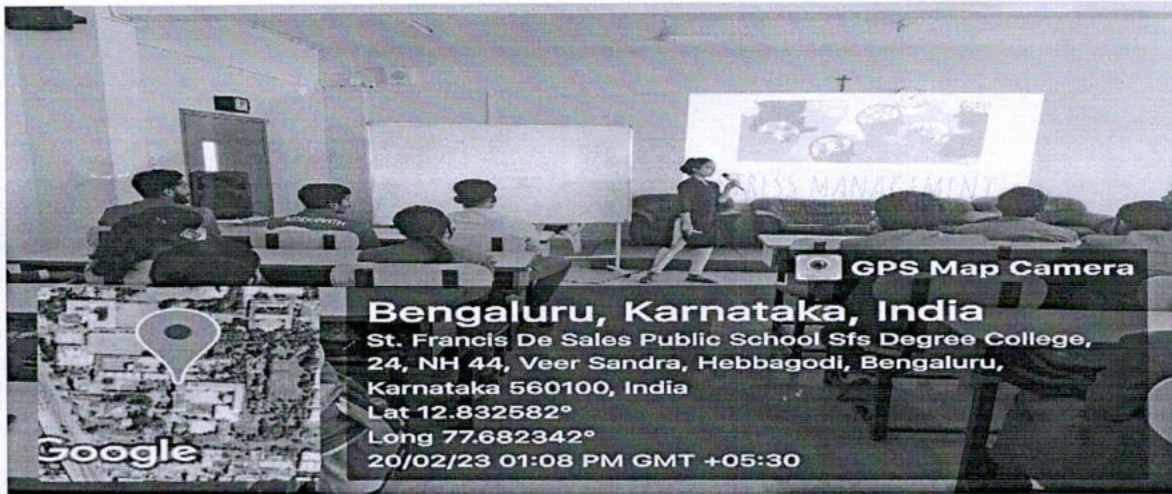 RESS MANAGEMENT
GPS Map Camera
Bengaluru, Karnataka, India
St. Francis De Sales Public School Sfs Degree College,
24, NH 44, Veer Sandra, Hebbagodi, Bengaluru,
Karnataka 560100, India
Lat 12.832582°
Long 77.682342°
20/02/23 01:08 PM GMT +05:30
Google